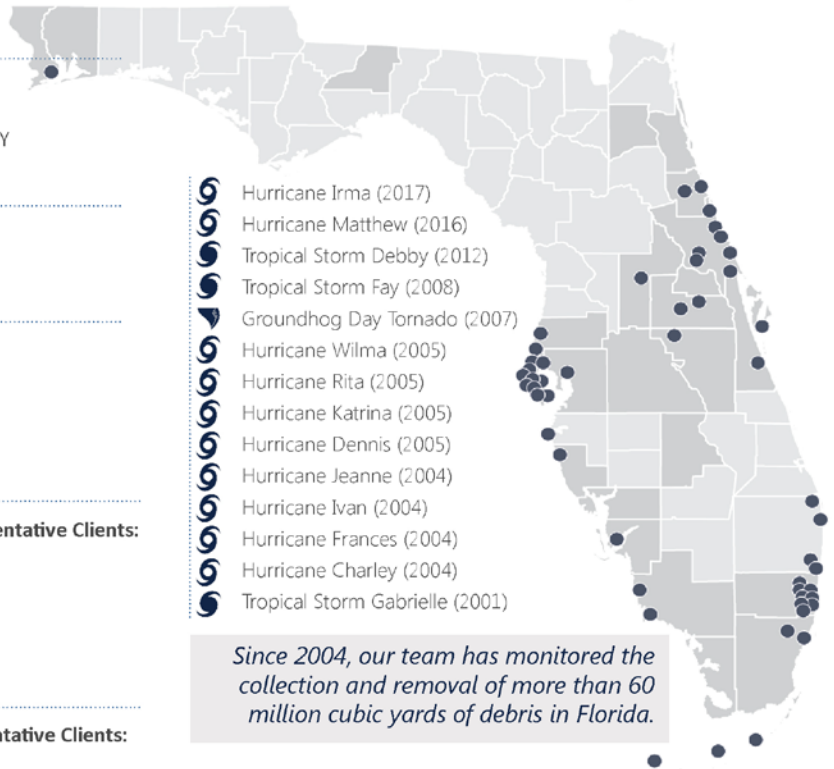 Y
Hurricane Irma (2017)
Hurricane Matthew (2016)
Tropical Storm Debby (2012)
Tropical Storm Fay (2008)
Groundhog Day Tornado (2007)
Hurricane Wilma (2005)
Hurricane Rita (2005)
Hurricane Katrina (2005)
Hurricane Dennis (2005)
Hurricane Jeanne (2004)
Hurricane Ivan (2004)
Hurricane Frances (2004)
Hurricane Charley (2004)
Tropical Storm Gabrielle (2001)
entative Clients:
Since 2004, our team has monitored the
collection and removal of more than 60
million cubic yards of debris in Florida.
tative Clients: